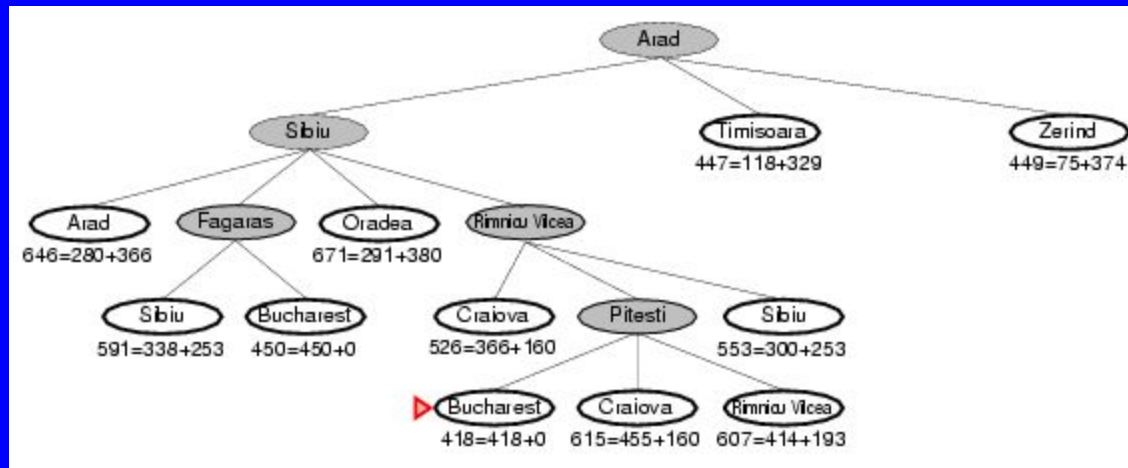 Arad
Sibiu
Timisoara
Zerind
447=118+329
449=75+374
Arad
Fagaras
Oradea
Rimnicu Vilcea
646=280+366
671=291+380
Sibiu
Bucharest
Craiova
Pitesti
Sibiu
591=338+253
450=450+0
526=366+160
553=300+253
Bucharest
Craiova
Rimnicu Vilcea
418=418+0
615=455+160
607=414+193